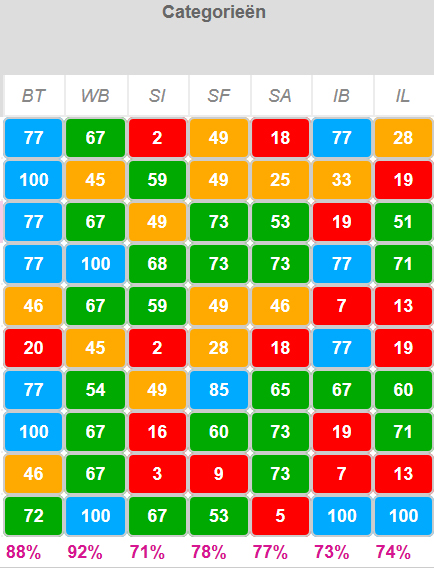 Categorieën
BT WB SI SF SA IB IL
77 67 2 49 18 77 28
100 45 59 49 25 33 19
77 67 49 73 53 19 51
77 100 68 73 73 77 71
46 67 59 49 46 7 13
20 45 2 28 18 77 19
77 54 49 85 65 67 60
100 67 16 60 73 19 71
46 67 3 9 73 7 13
72 100 67 53 5 100 100
88% 92% 71% 78% 77% 73% 74%